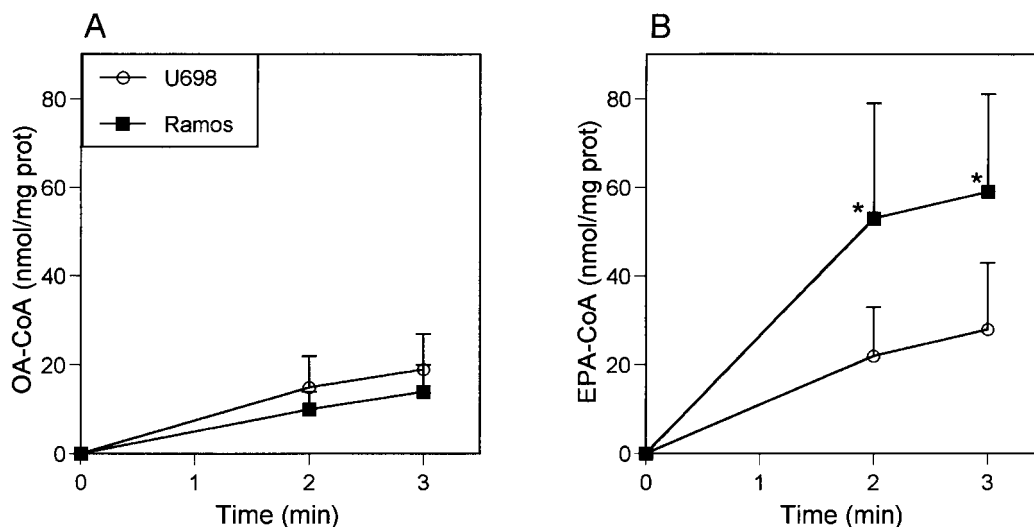 A
U698
Ramos
80
60
40
20
0
OA-CoA (nmol/mg prot)
0 1 2 3
Time (min)
B
80
60
40
20
0
EPA-CoA (nmol/mg prot)
*
*
0 1 2 3
Time (min)